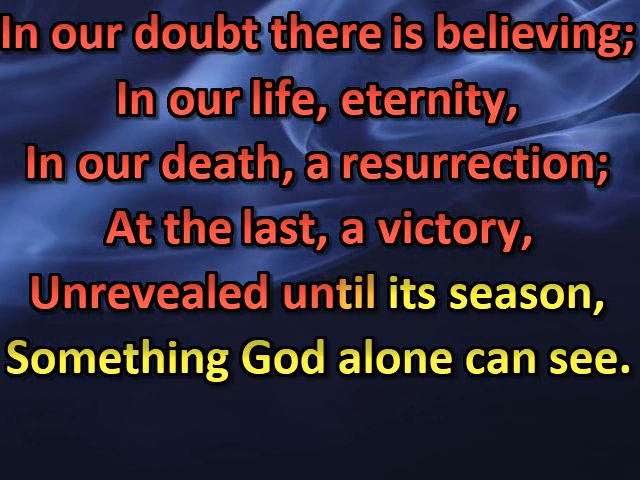 In our doubt there is believing;
In our life, eternity,
In our death, a resurrection;
At the last, a victory,
Unrevealed until its season,
Something God alone can see.